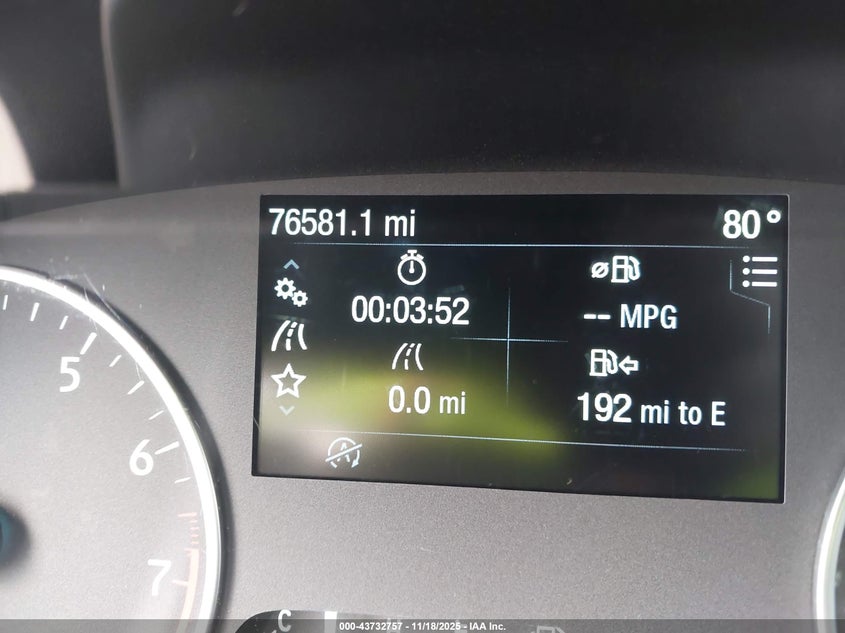 76581.1 mi 80°
00:03:52 -- MPG
0.0 mi 192 mi to E
5
6
7
C
000-43732757 - 11/18/2025 - IAA Inc.